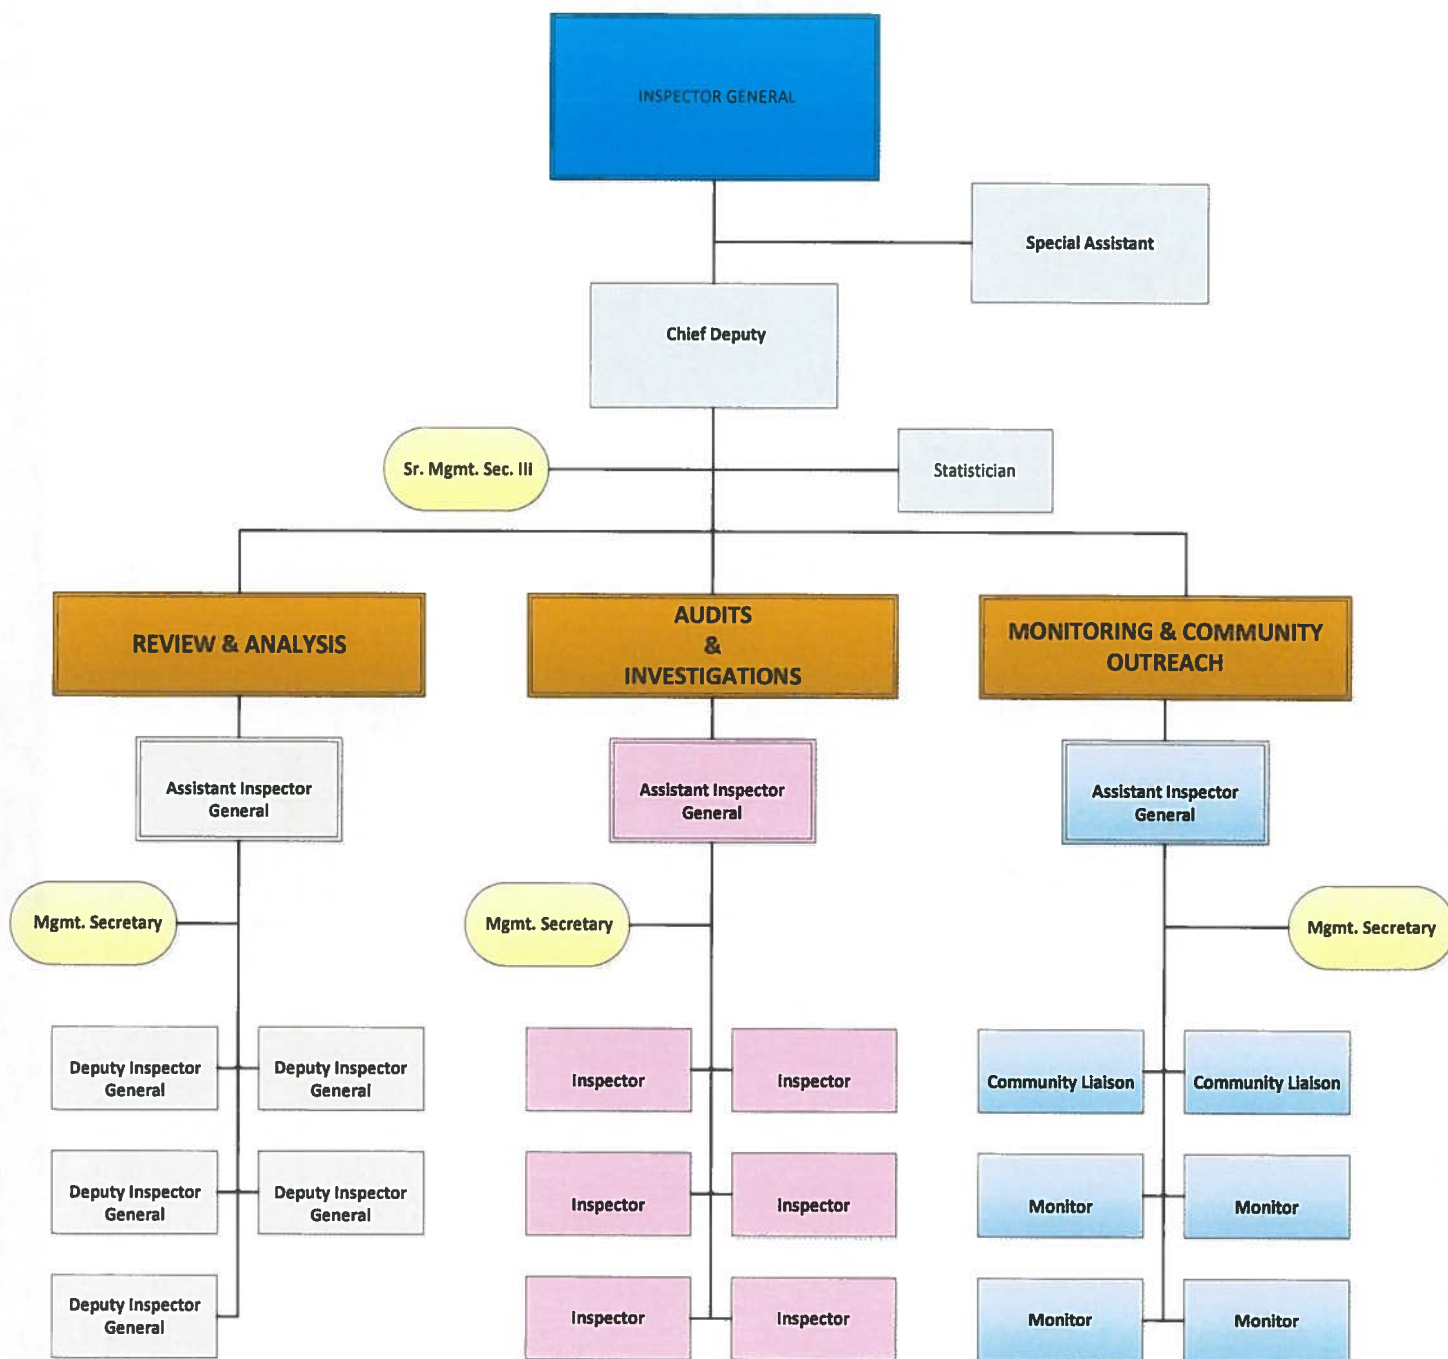 INSPECTOR GENERAL
Special Assistant
Chief Deputy
Sr. Mgmt. Sec. III
Statistician
REVIEW & ANALYSIS
AUDITS
&
INVESTIGATIONS
MONITORING & COMMUNITY
OUTREACH
Assistant Inspector
General
Assistant Inspector
General
Assistant Inspector
General
Mgmt. Secretary
Mgmt. Secretary
Mgmt. Secretary
Deputy Inspector
General
Deputy Inspector
General
Inspector
Inspector
Community Liaison
Community Liaison
Deputy Inspector
General
Deputy Inspector
General
Inspector
Inspector
Monitor
Monitor
Deputy Inspector
General
Inspector
Inspector
Monitor
Monitor